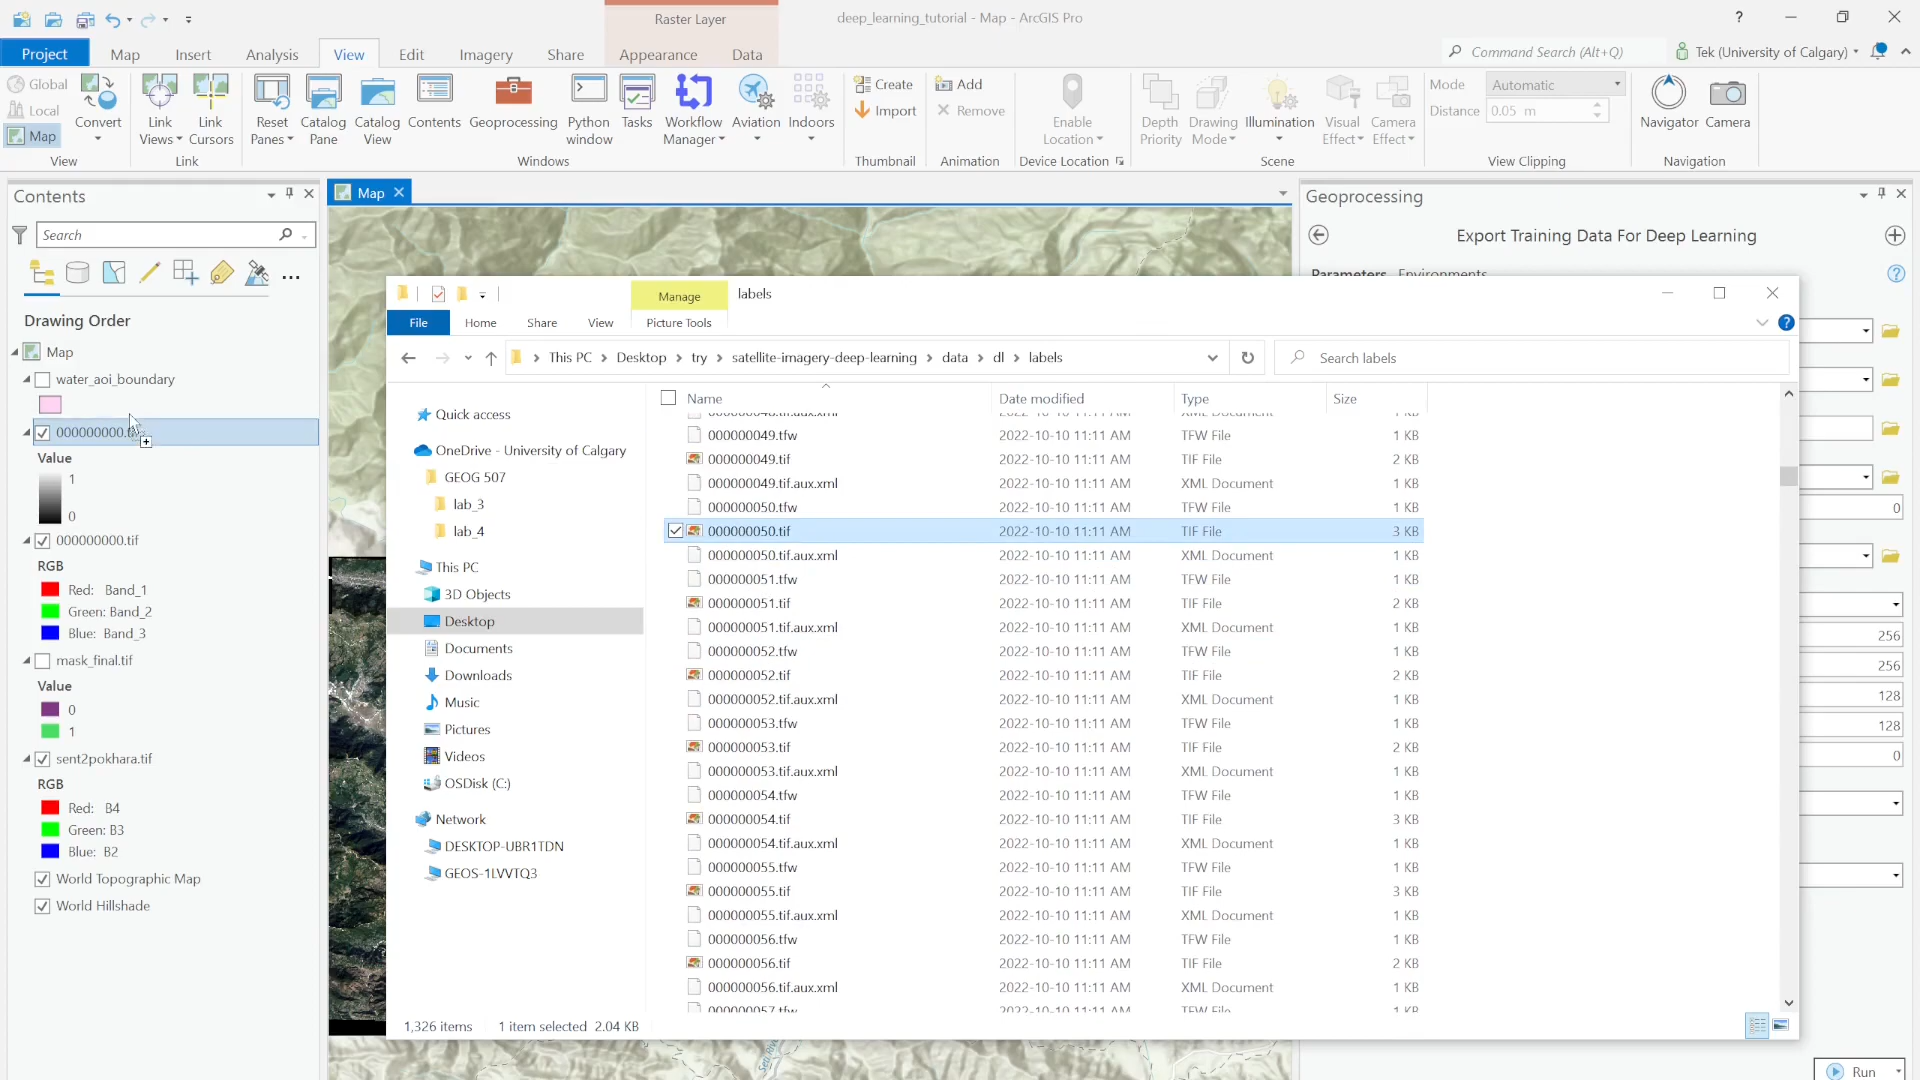 Raster Layer
deep_learning_tutorial - Map - ArcGIS Pro
Project
Map
Insert
Analysis
View
Edit
Imagery
Share
Appearance
Data
Command Search (Alt+Q)
Tek (University of Calgary)
Global
Local
Map
Convert
Link Views
Link Cursors
Reset Panes
Catalog Pane
Catalog View
Contents
Geoprocessing
Python window
Tasks
Workflow Manager
Aviation
Indoors
Create
Import
Add
Remove
Enable Location
Depth Priority
Drawing Mode
Illumination
Visual Effect
Camera Effect
Mode
Automatic
Distance
0.05 m
Navigator
Camera
View
Link
Windows
Thumbnail
Animation
Device Location
Scene
View Clipping
Navigation
Contents
Search
Drawing Order
Map
water_aoi_boundary
000000000.
Value
1
0
000000000.tif
RGB
Red: Band_1
Green: Band_2
Blue: Band_3
mask_final.tif
Value
0
1
sent2pokhara.tif
RGB
Red: B4
Green: B3
Blue: B2
World Topographic Map
World Hillshade
Map
Geoprocessing
Export Training Data For Deep Learning
Parameters Environments
0
256
256
128
128
0
Run
Manage
labels
File
Home
Share
View
Picture Tools
This PC > Desktop > try > satellite-imagery-deep-learning > data > dl > labels
Search labels
Quick access
OneDrive - University of Calgary
GEOG 507
lab_3
lab_4
This PC
3D Objects
Desktop
Documents
Downloads
Music
Pictures
Videos
OSDisk (C:)
Network
DESKTOP-UBR1TDN
GEOS-1LVVTQ3
Name Date modified Type Size
000000049.tfw 2022-10-10 11:11 AM TFW File 1 KB
000000049.tif 2022-10-10 11:11 AM TIF File 2 KB
000000049.tif.aux.xml 2022-10-10 11:11 AM XML Document 1 KB
000000050.tfw 2022-10-10 11:11 AM TFW File 1 KB
000000050.tif 2022-10-10 11:11 AM TIF File 3 KB
000000050.tif.aux.xml 2022-10-10 11:11 AM XML Document 1 KB
000000051.tfw 2022-10-10 11:11 AM TFW File 1 KB
000000051.tif 2022-10-10 11:11 AM TIF File 2 KB
000000051.tif.aux.xml 2022-10-10 11:11 AM XML Document 1 KB
000000052.tfw 2022-10-10 11:11 AM TFW File 1 KB
000000052.tif 2022-10-10 11:11 AM TIF File 2 KB
000000052.tif.aux.xml 2022-10-10 11:11 AM XML Document 1 KB
000000053.tfw 2022-10-10 11:11 AM TFW File 1 KB
000000053.tif 2022-10-10 11:11 AM TIF File 2 KB
000000053.tif.aux.xml 2022-10-10 11:11 AM XML Document 1 KB
000000054.tfw 2022-10-10 11:11 AM TFW File 1 KB
000000054.tif 2022-10-10 11:11 AM TIF File 3 KB
000000054.tif.aux.xml 2022-10-10 11:11 AM XML Document 1 KB
000000055.tfw 2022-10-10 11:11 AM TFW File 1 KB
000000055.tif 2022-10-10 11:11 AM TIF File 3 KB
000000055.tif.aux.xml 2022-10-10 11:11 AM XML Document 1 KB
000000056.tfw 2022-10-10 11:11 AM TFW File 1 KB
000000056.tif 2022-10-10 11:11 AM TIF File 2 KB
000000056.tif.aux.xml 2022-10-10 11:11 AM XML Document 1 KB
1,326 items 1 item selected 2.04 KB